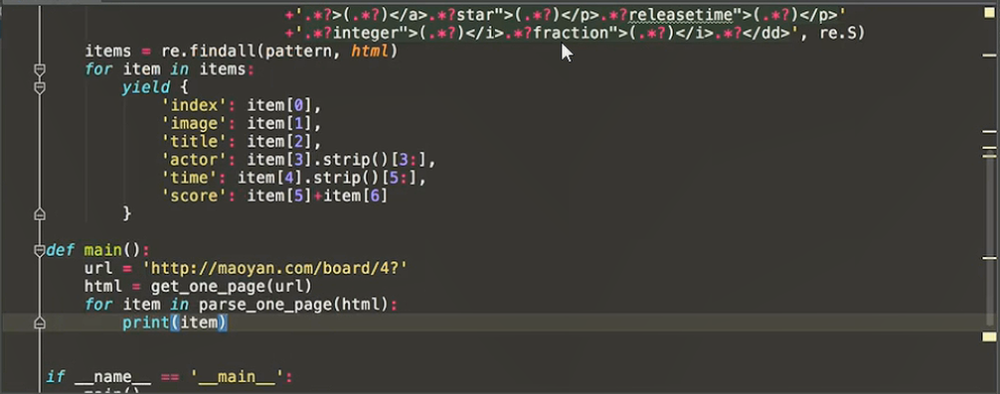 +'.*?>(.*?)</a>.*?star">(.*?)</p>.*?releasetime">(.*?)</p>'
+'.*?integer">(.*?)</i>.*?fraction">(.*?)</i>.*?</dd>', re.S)
items = re.findall(pattern, html)
for item in items:
yield {
'index': item[0],
'image': item[1],
'title': item[2],
'actor': item[3].strip()[3:],
'time': item[4].strip()[5:],
'score': item[5]+item[6]
}
def main():
url = 'http://maoyan.com/board/4?'
html = get_one_page(url)
for item in parse_one_page(html):
print(item)
if __name__ == '__main__':
main()